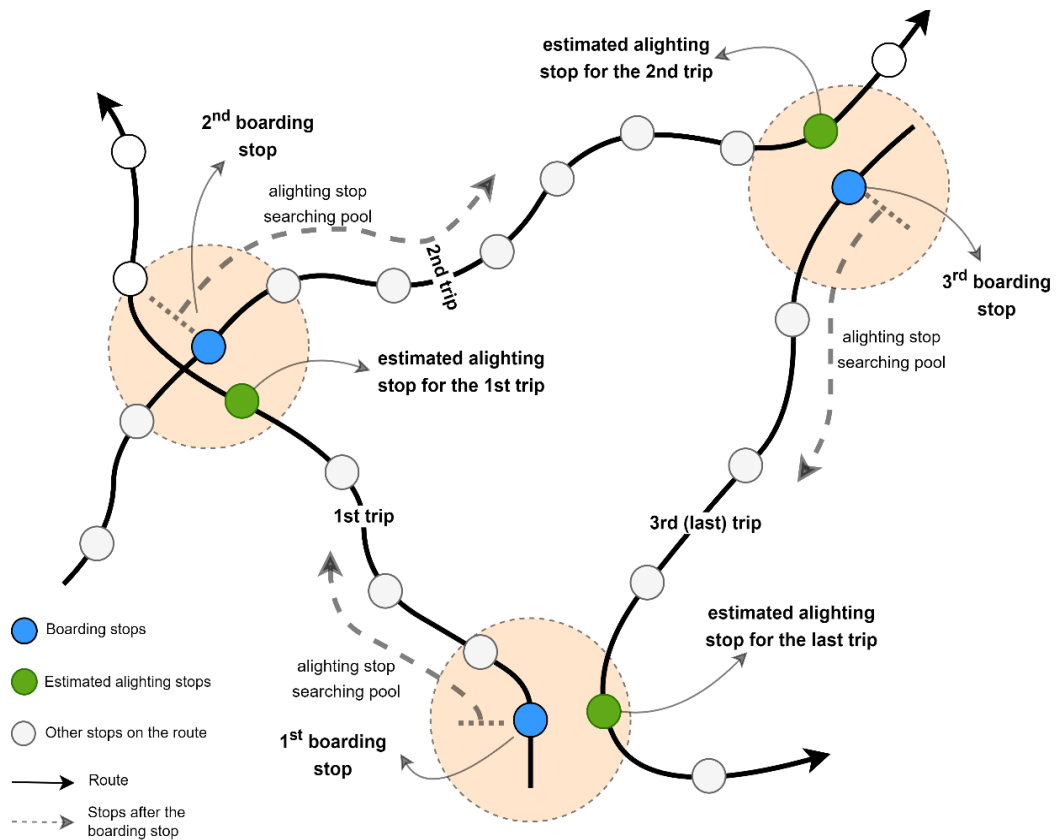 estimated alighting
stop for the 2nd trip
2nd boarding
stop
alighting stop
searching pool
2nd trip
3rd boarding
stop
alighting stop
searching pool
estimated alighting
stop for the 1st trip
1st trip
3rd (last) trip
estimated alighting
stop for the last trip
alighting stop
searching pool
1st boarding
stop
Boarding stops
Estimated alighting stops
Other stops on the route
Route
Stops after the
boarding stop